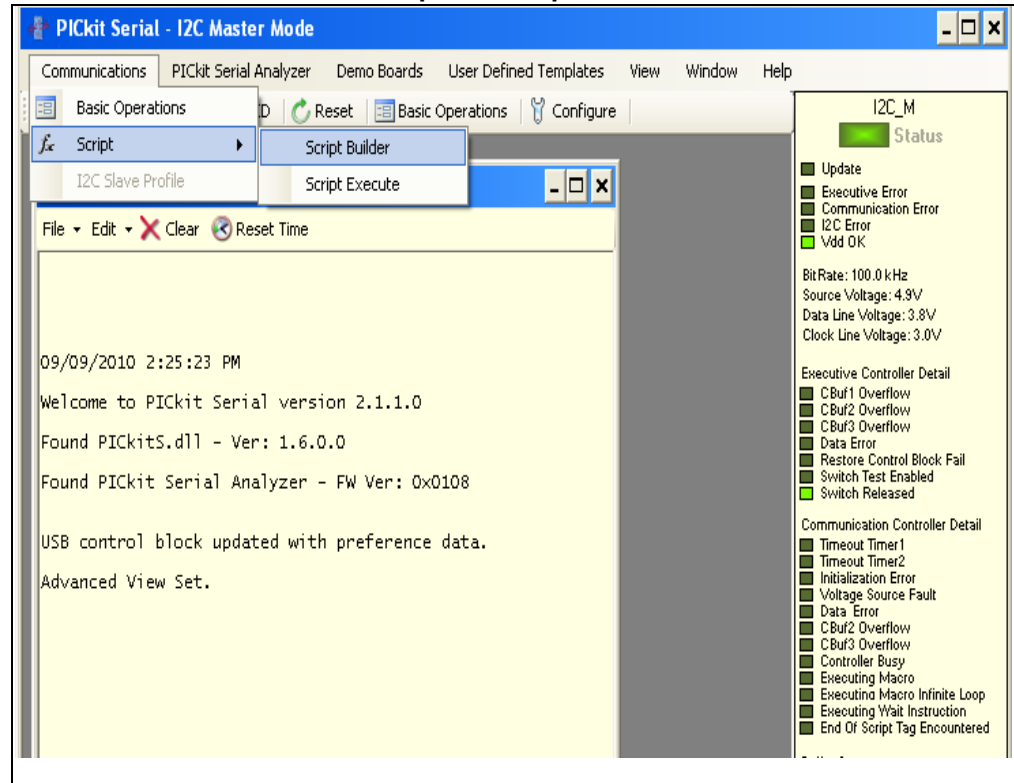 PICkit Serial - I2C Master Mode
Communications PICkit Serial Analyzer Demo Boards User Defined Templates View Window Help
Basic Operations
Reset Basic Operations Configure
Script
Script Builder
I2C Slave Profile
Script Execute
File Edit Clear Reset Time
09/09/2010 2:25:23 PM
Welcome to PICkit Serial version 2.1.1.0
Found PICkitS.dll - Ver: 1.6.0.0
Found PICkit Serial Analyzer - FW Ver: 0x0108
USB control block updated with preference data.
Advanced View Set.
I2C_M
Status
Update
Executive Error
Communication Error
I2C Error
Vdd OK
BitRate: 100.0 kHz
Source Voltage: 4.9V
Data Line Voltage: 3.8V
Clock Line Voltage: 3.0V
Executive Controller Detail
CBuf1 Overflow
CBuf2 Overflow
CBuf3 Overflow
Data Error
Restore Control Block Fail
Switch Test Enabled
Switch Released
Communication Controller Detail
Timeout Timer1
Timeout Timer2
Initialization Error
Voltage Source Fault
Data Error
CBuf2 Overflow
CBuf3 Overflow
Controller Busy
Executing Macro
Executing Macro Infinite Loop
Executing Wait Instruction
End Of Script Tag Encountered